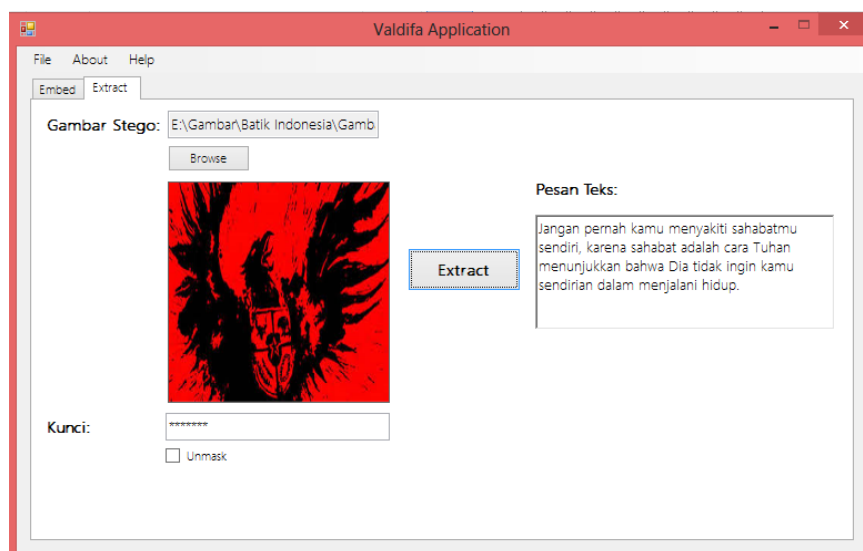 Valdifa Application
File About Help
Embed Extract
Gambar Stego: E:\Gambar\Batik Indonesia\Gamb
Browse
Pesan Teks:
Jangan pernah kamu menyakiti sahabatmu
sendiri, karena sahabat adalah cara Tuhan
menunjukkan bahwa Dia tidak ingin kamu
sendirian dalam menjalani hidup.
Extract
Kunci: *******
Unmask